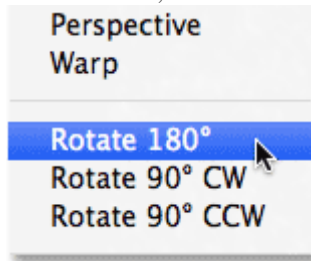 Perspective
Warp
Rotate 180°
Rotate 90° CW
Rotate 90° CCW